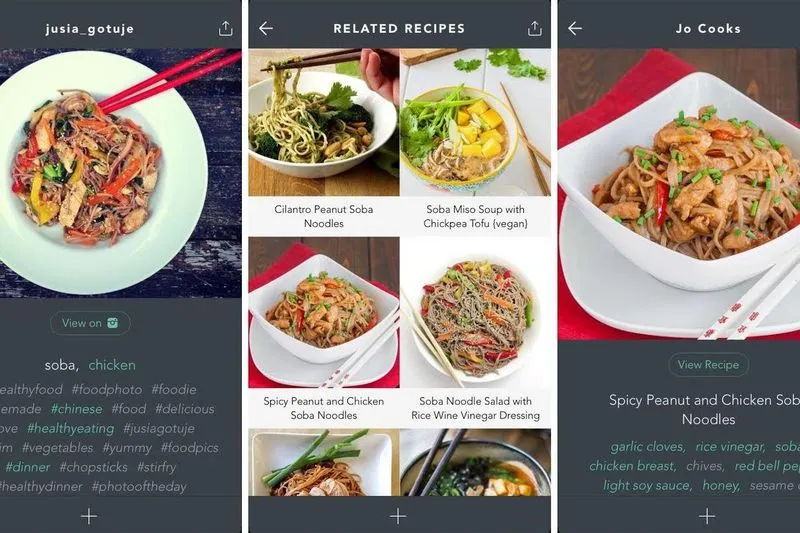 jusia_gotuje
View on
soba, chicken
ealthyfood #foodphoto #foodie
emade #chinese #food #delicious
ove #healthyeating #jusiagotuje
im #vegetables #yummy #foodpics
#dinner #chopsticks #stirfry
#healthydinner #photooftheday
RELATED RECIPES
Cilantro Peanut Soba
Noodles
Soba Miso Soup with
Chickpea Tofu {vegan}
Spicy Peanut and Chicken
Soba Noodles
Soba Noodle Salad with
Rice Wine Vinegar Dressing
Jo Cooks
View Recipe
Spicy Peanut and Chicken Sob
Noodles
garlic cloves, rice vinegar, soba
chicken breast, chives, red bell pe
light soy sauce, honey, sesame